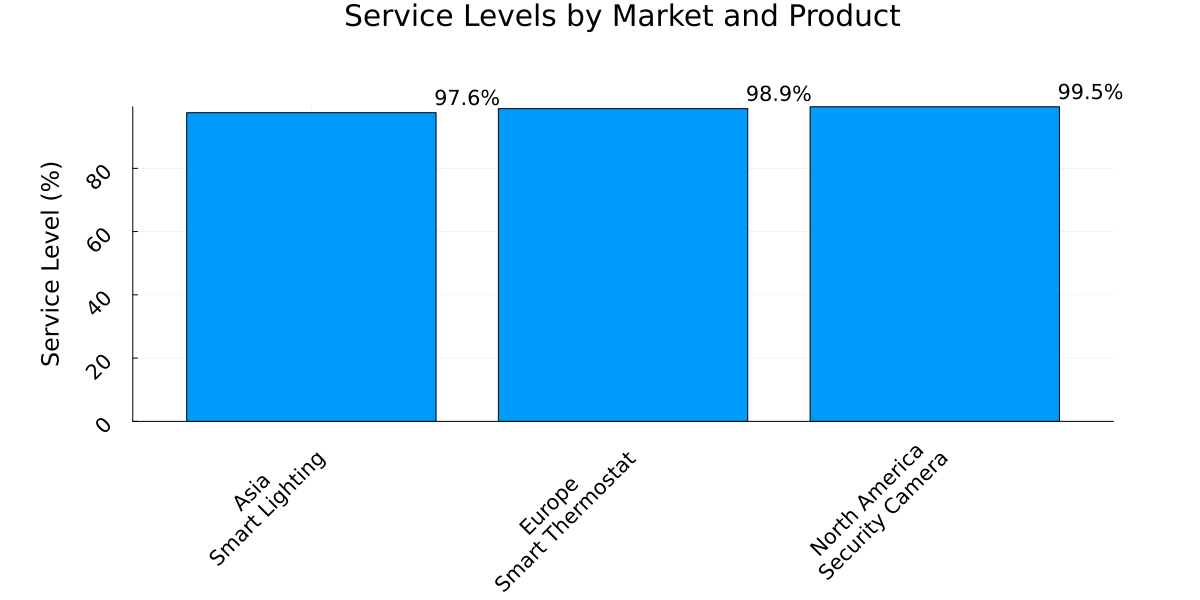 Service Levels by Market and Product
97.6%
98.9%
99.5%
Service Level (%)
80
60
40
20
0
Asia
Smart Lighting
Europe
Smart Thermostat
North America
Security Camera